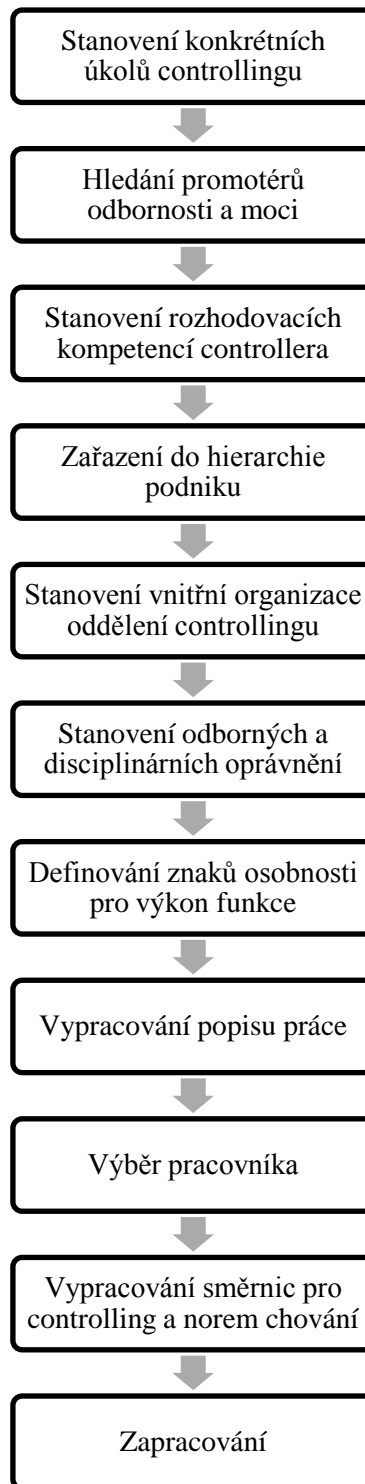 Stanovení konkrétních
úkolů controllingu
Hledání promotérů
odbornosti a moci
Stanovení rozhodovacích
kompetencí controllera
Zařazení do hierarchie
podniku
Stanovení vnitřní organizace
oddělení controllingu
Stanovení odborných a
disciplinárních oprávnění
Definování znaků osobnosti
pro výkon funkce
Vypracování popisu práce
Výběr pracovníka
Vypracování směrnic pro
controlling a norem chování
Zapracování